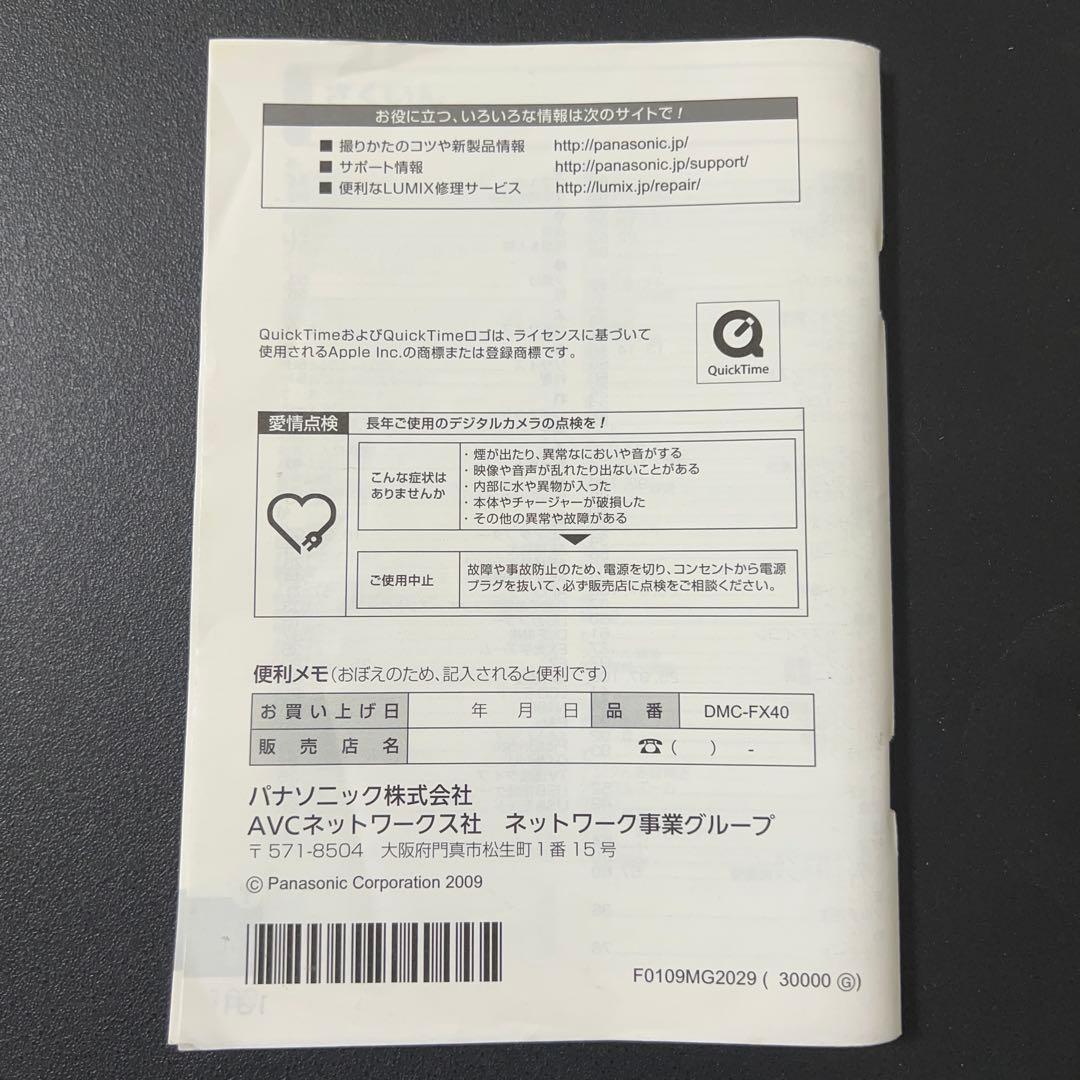 お役に立つ、いろいろな情報は次のサイトで!
■ 撮りかたのコツや新製品情報 http://panasonic.jp/
■ サポート情報 http://panasonic.jp/support/
■ 便利なLUMIX修理サービス http://lumix.jp/repair/
QuickTimeおよびQuickTimeロゴは、ライセンスに基づいて
使用されるApple Inc.の商標または登録商標です。
QuickTime
愛情点検 長年ご使用のデジタルカメラの点検を!
こんな症状は
ありませんか
・煙が出たり、異常なにおいや音がする
・映像や音声が乱れたり出ないことがある
・内部に水や異物が入った
・本体やチャージャーが破損した
・その他の異常や故障がある
ご使用中止
故障や事故防止のため、電源を切り、コンセントから電源
プラグを抜いて、必ず販売店に点検をご相談ください。
便利メモ(おぼえのため、記入されると便利です)
お買い上げ日 年 月 日 品番 DMC-FX40
販売店名 ☎( ) -
パナソニック株式会社
AVCネットワークス社 ネットワーク事業グループ
〒571-8504 大阪府門真市松生町1番15号
© Panasonic Corporation 2009
F0109MG2029 ( 30000 Ⓖ)